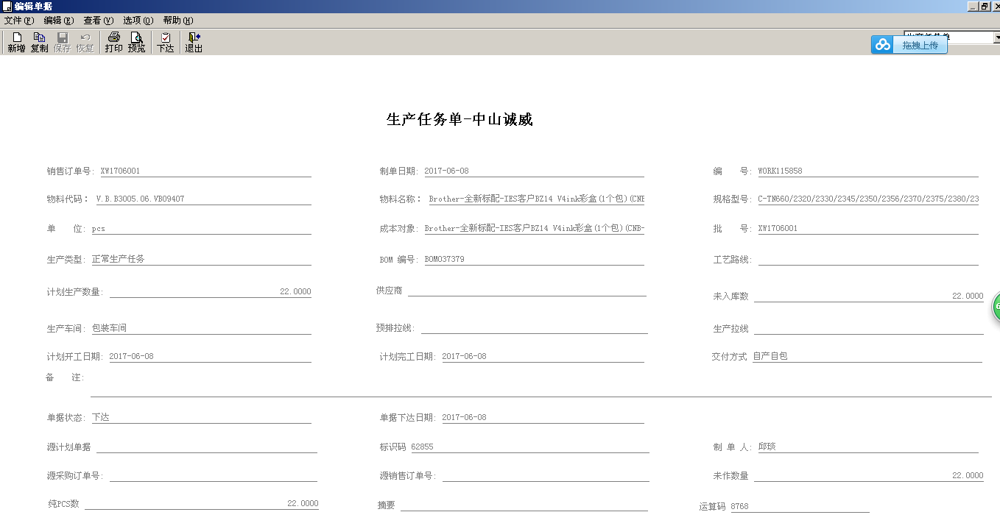 编辑单据
文件(F) 编辑(E) 查看(V) 选项(O) 帮助(H)
新增 复制 保存 恢复 打印 预览 下达 退出
拖拽上传
生产任务单-中山诚威
销售订单号: XW1706001 制单日期: 2017-06-08 编 号: WORK115858
物料代码: V.B.B3005.06.VB09407 物料名称: Brother-全新标配-IES客户BZ14 V4ink彩盒(1个包)(CNB 规格型号: C-TN660/2320/2330/2345/2350/2356/2370/2375/2380/23
单 位: pcs 成本对象: Brother-全新标配-IES客户BZ14 V4ink彩盒(1个包)(CNB- 批 号: XW1706001
生产类型: 正常生产任务 BOM 编号: BOM037379 工艺路线:
计划生产数量: 22.0000 供应商 未入库数 22.0000
生产车间: 包装车间 预排拉线: 生产拉线
计划开工日期: 2017-06-08 计划完工日期: 2017-06-08 交付方式 自产自包
备 注:
单据状态: 下达 单据下达日期: 2017-06-08
源计划单据 标识码 62855 制 单 人: 邱琰
源采购订单号: 源销售订单号: 未作数量 22.0000
纯PCS数 22.0000 摘要 运算码 8768